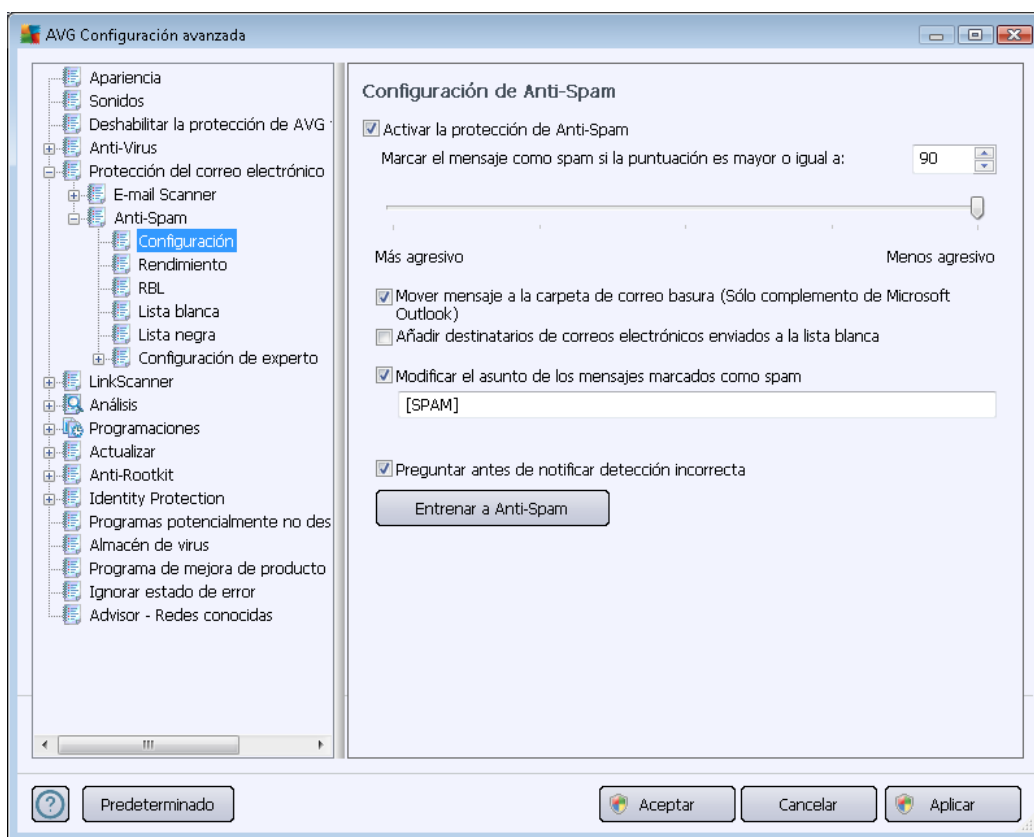 AVG Configuración avanzada
Apariencia
Sonidos
Deshabilitar la protección de AVG
Anti-Virus
Protección del correo electrónico
E-mail Scanner
Anti-Spam
Configuración
Rendimiento
RBL
Lista blanca
Lista negra
Configuración de experto
LinkScanner
Análisis
Programaciones
Actualizar
Anti-Rootkit
Identity Protection
Programas potencialmente no des
Almacén de virus
Programa de mejora de producto
Ignorar estado de error
Advisor - Redes conocidas
Configuración de Anti-Spam
Activar la protección de Anti-Spam
Marcar el mensaje como spam si la puntuación es mayor o igual a: 90
Más agresivo Menos agresivo
Mover mensaje a la carpeta de correo basura (Sólo complemento de Microsoft
Outlook)
Añadir destinatarios de correos electrónicos enviados a la lista blanca
Modificar el asunto de los mensajes marcados como spam
[SPAM]
Preguntar antes de notificar detección incorrecta
Entrenar a Anti-Spam
Predeterminado Aceptar Cancelar Aplicar